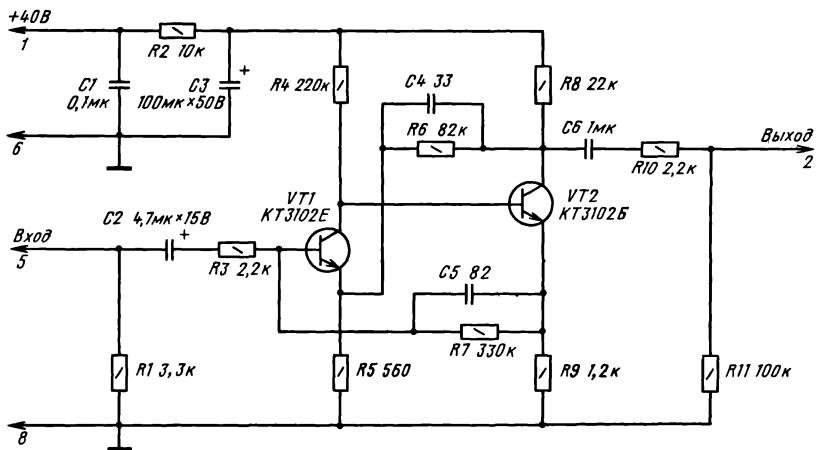 +40В
1
R2 10к
C1
0,1мк
C3
+
100мк×50В
R4 220к
C4 33
R6 82к
R8 22к
C6 1мк
Выход
2
R10 2,2к
6
VT1
КТ3102Е
VT2
КТ3102Б
C2 4,7мк×15В
+
Вход
5
R3 2,2к
C5 82
R7 330к
R1 3,3к
R5 560
R9 1,2к
R11 100к
8